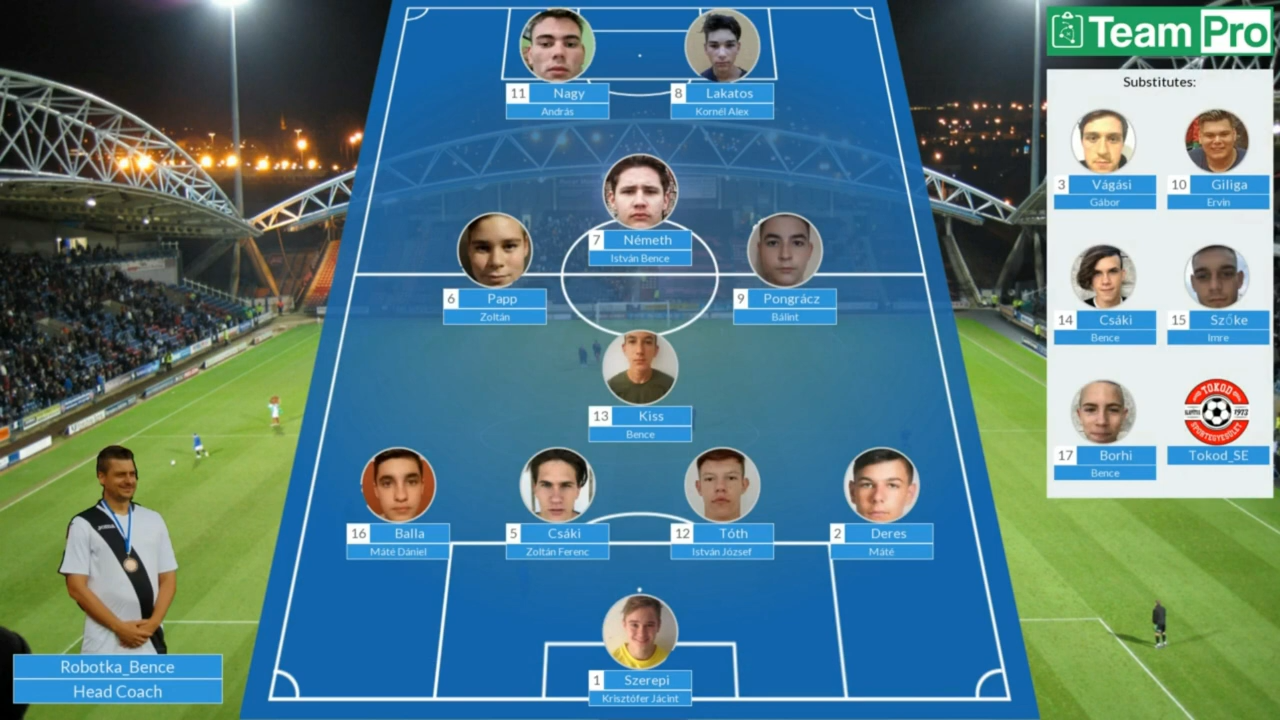 Team Pro
Substitutes:
11 Nagy
András
8 Lakatos
Kornél Alex
7 Németh
István Bence
6 Papp
Zoltán
9 Pongrácz
Bálint
13 Kiss
Bence
16 Balla
Máté Dániel
5 Csáki
Zoltán Ferenc
12 Tóth
István József
2 Deres
Máté
1 Szerepi
Krisztófer Jácint
3 Vágási
Gábor
10 Giliga
Ervin
14 Csáki
Bence
15 Szőke
Imre
17 Borhi
Bence
TOKOD
1922
SPORTEGYESÜLET
Tokod_SE
Robotka_Bence
Head Coach